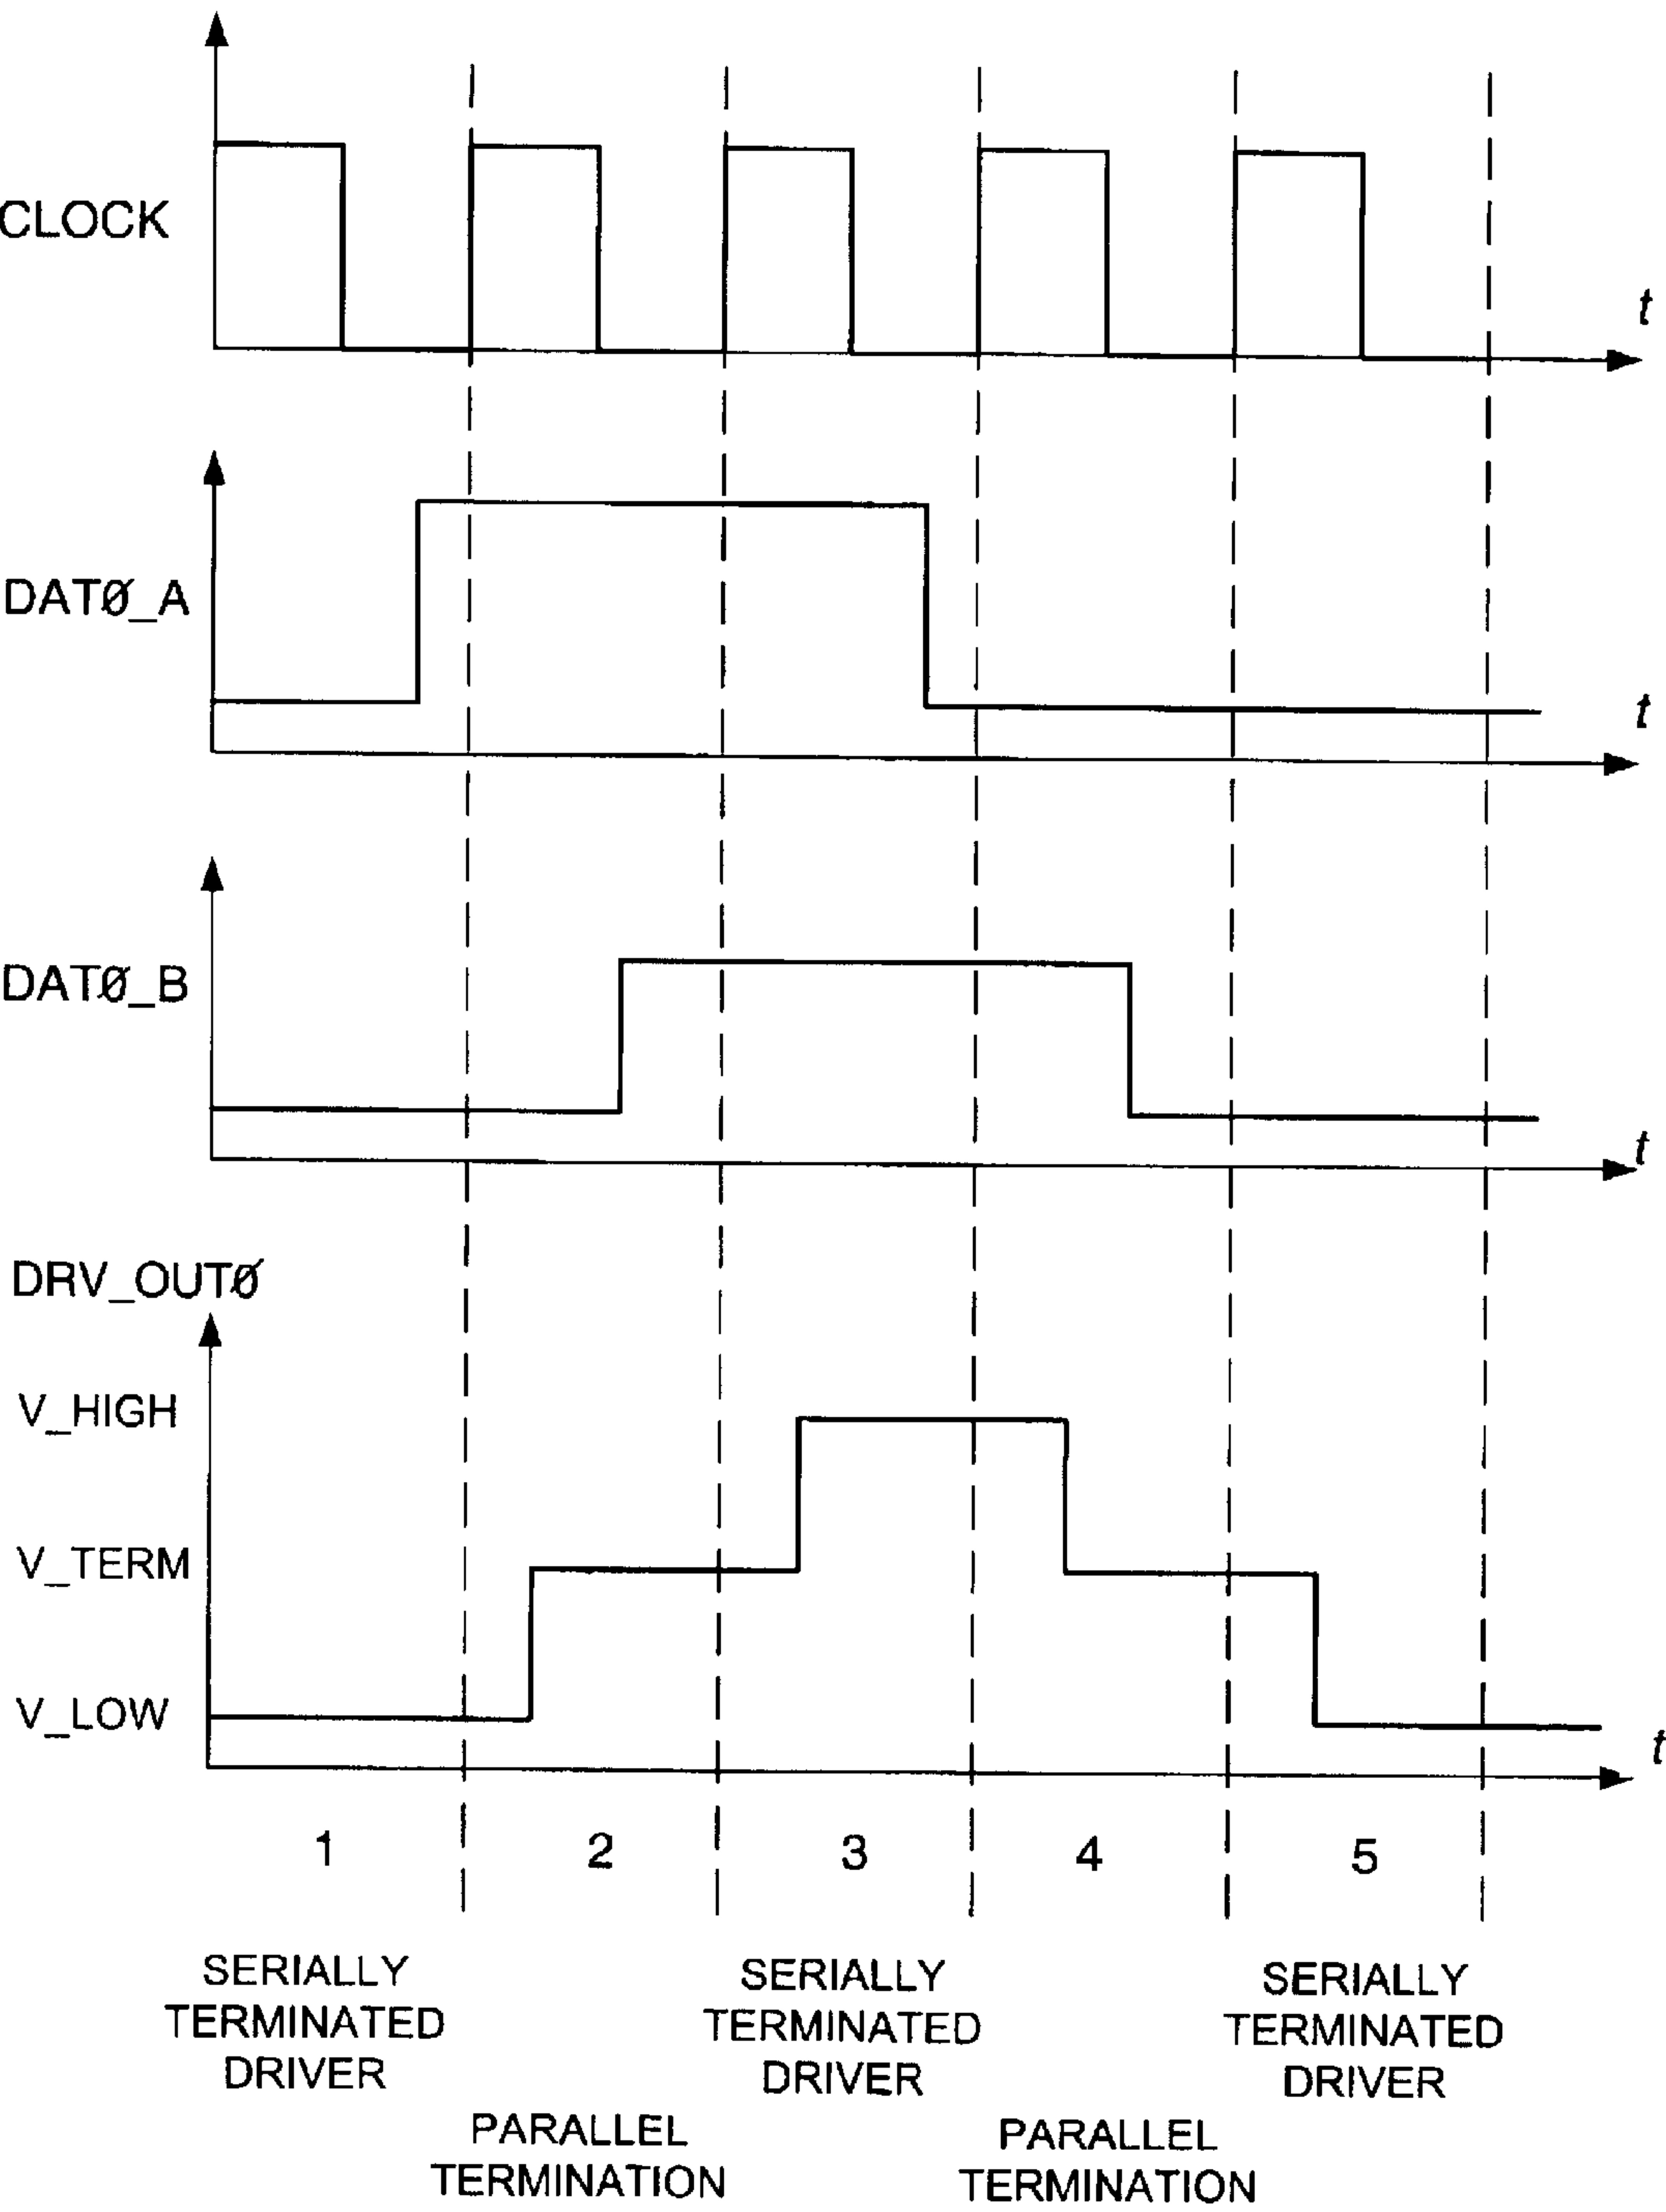 CLOCK
t
DATØ_A
t
DATØ_B
t
DRV_OUTØ
V_HIGH
V_TERM
V_LOW
t
1 2 3 4 5
SERIALLY TERMINATED DRIVER
PARALLEL TERMINATION
SERIALLY TERMINATED DRIVER
PARALLEL TERMINATION
SERIALLY TERMINATED DRIVER